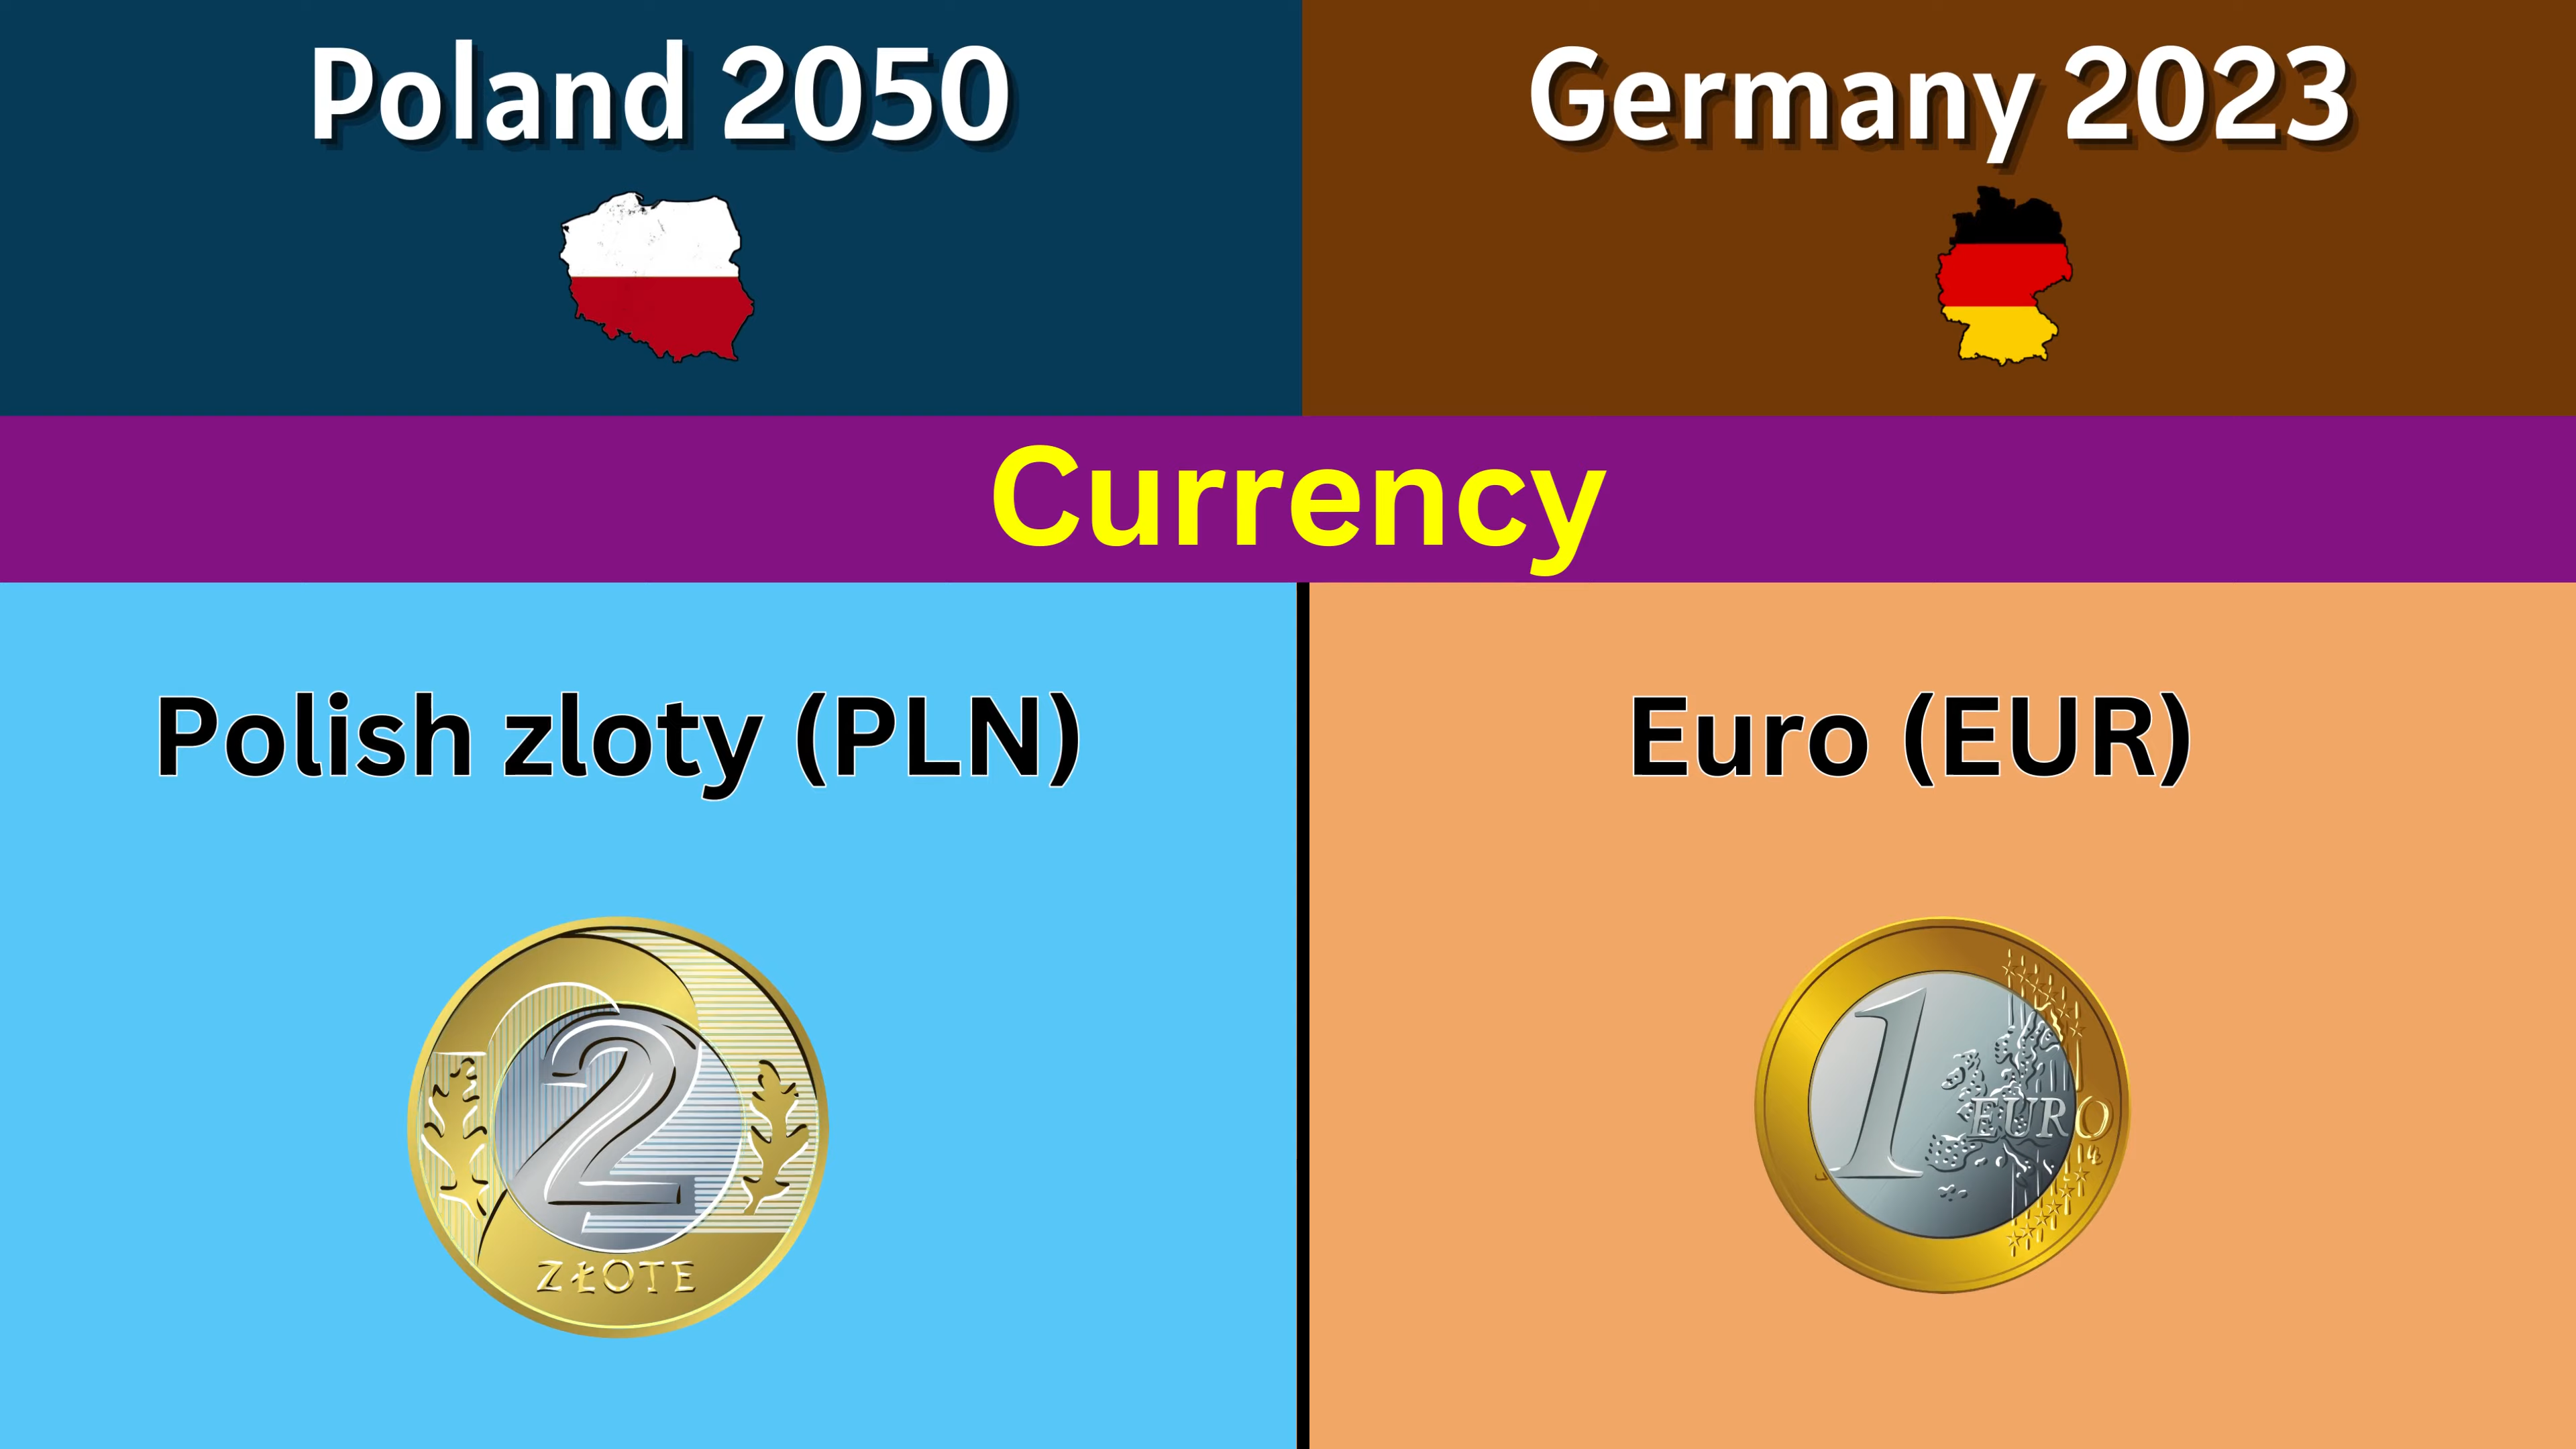 Poland 2050
Germany 2023
Currency
Polish zloty (PLN)
Euro (EUR)
2
ZŁOTE
1
EURO